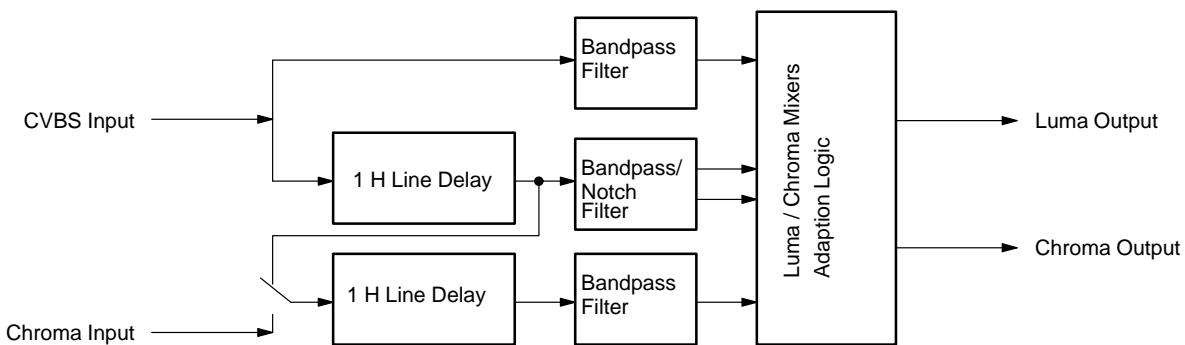 Bandpass
Filter
CVBS Input
Luma Output
1 H Line Delay
Bandpass/
Notch
Filter
Luma / Chroma Mixers
Adaption Logic
Chroma Output
1 H Line Delay
Bandpass
Filter
Chroma Input